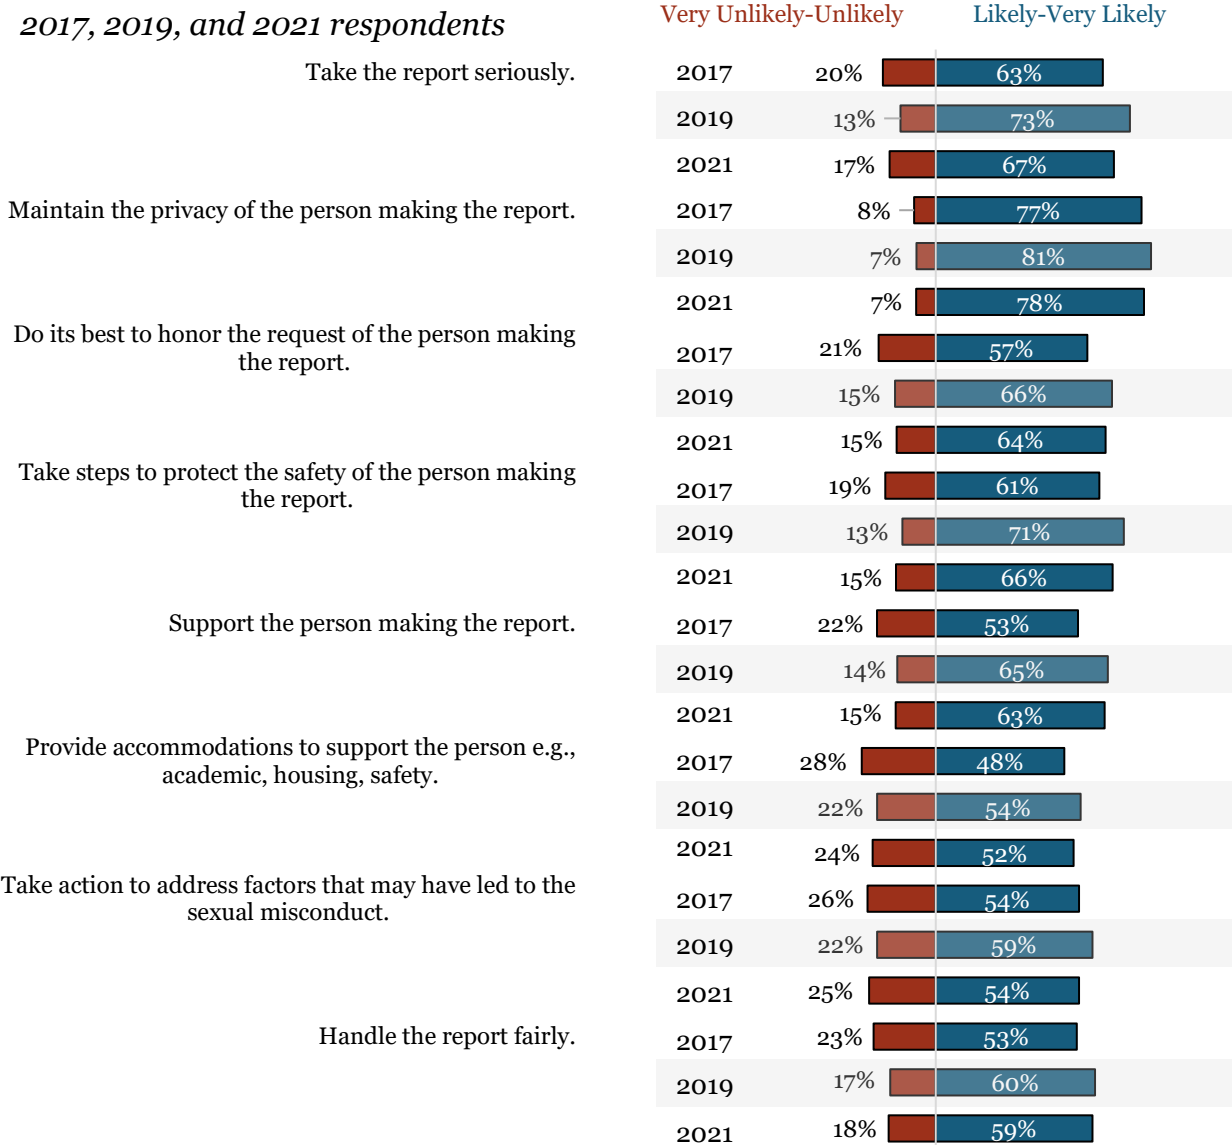 2017, 2019, and 2021 respondents
Very Unlikely-Unlikely Likely-Very Likely
Take the report seriously.
2017 20% 63%
2019 13% 73%
2021 17% 67%
Maintain the privacy of the person making the report.
2017 8% 77%
2019 7% 81%
2021 7% 78%
Do its best to honor the request of the person making
the report.
2017 21% 57%
2019 15% 66%
2021 15% 64%
Take steps to protect the safety of the person making
the report.
2017 19% 61%
2019 13% 71%
2021 15% 66%
Support the person making the report.
2017 22% 53%
2019 14% 65%
2021 15% 63%
Provide accommodations to support the person e.g.,
academic, housing, safety.
2017 28% 48%
2019 22% 54%
2021 24% 52%
Take action to address factors that may have led to the
sexual misconduct.
2017 26% 54%
2019 22% 59%
2021 25% 54%
Handle the report fairly.
2017 23% 53%
2019 17% 60%
2021 18% 59%